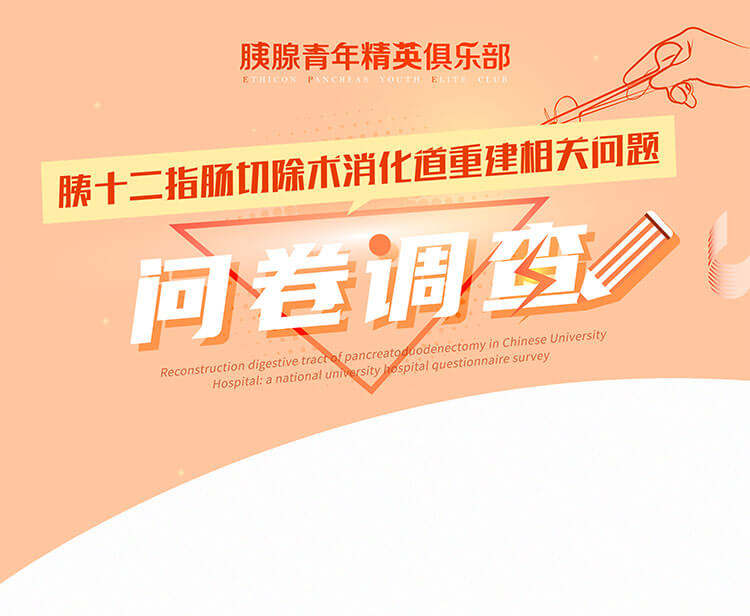 胰腺青年精英俱乐部
ETHICON PANCREAS YOUTH ELITE CLUB
胰十二指肠切除术消化道重建相关问题
问卷调查
Reconstruction digestive tract of pancreatoduodenectomy in Chinese University
Hospital: a national university hospital questionnaire survey